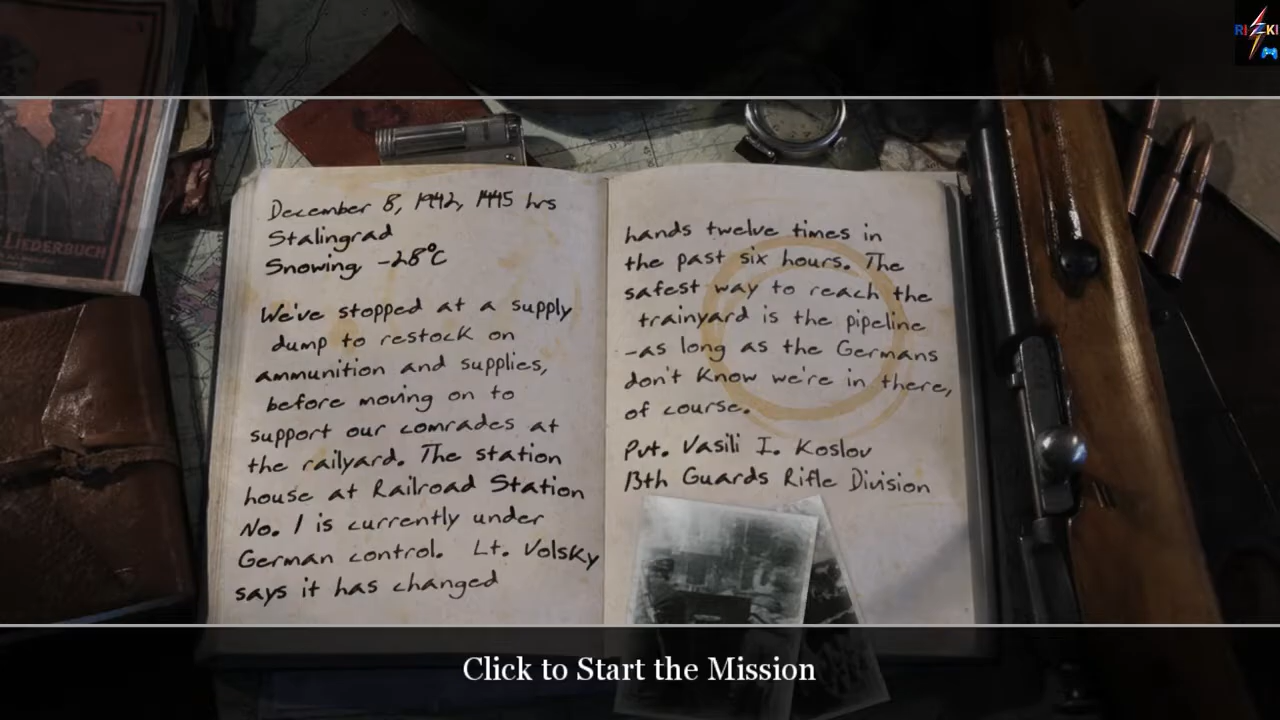 RIZKI
LIEDERBUCH
December 8, 1942, 1445 hrs
Stalingrad
Snowing, -28°C
We've stopped at a supply
dump to restock on
ammunition and supplies,
before moving on to
support our comrades at
the railyard. The station
house at Railroad Station
No. 1 is currently under
German control. Lt. Volsky
says it has changed
hands twelve times in
the past six hours. The
safest way to reach the
trainyard is the pipeline
-as long as the Germans
don't know we're in there,
of course.
Pvt. Vasili I. Koslov
13th Guards Rifle Division
Click to Start the Mission